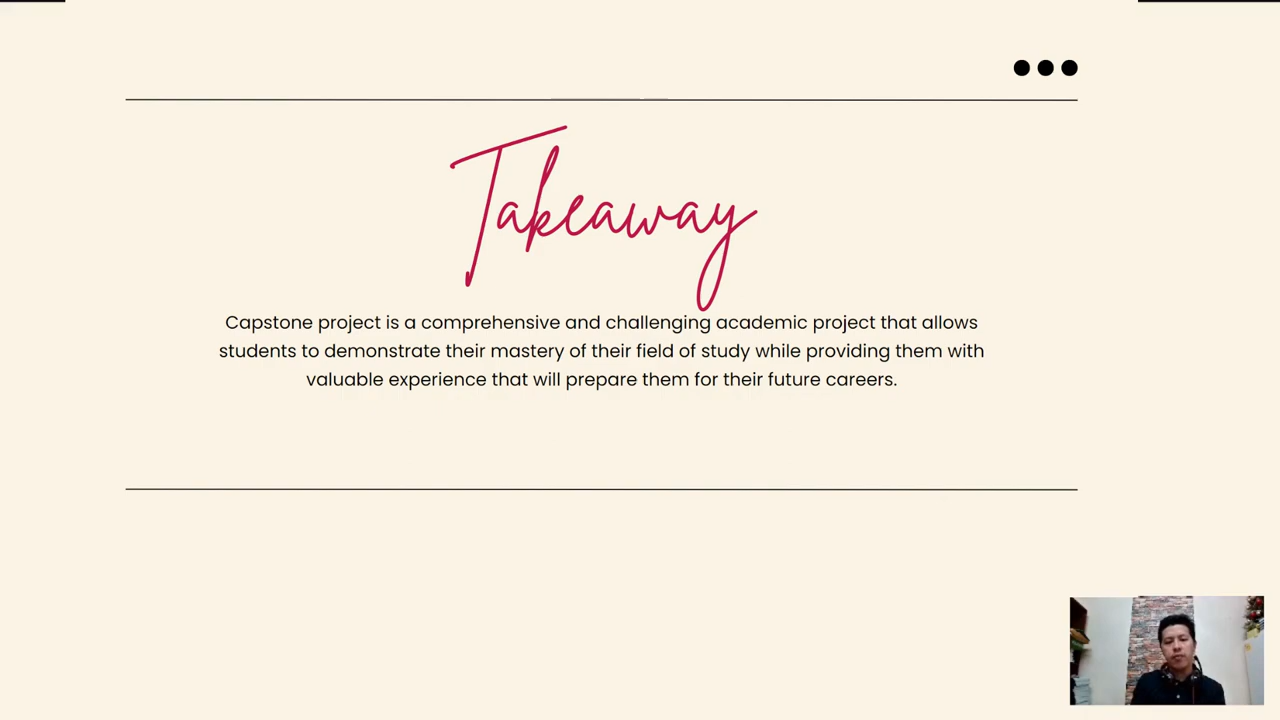 Takeaway
Capstone project is a comprehensive and challenging academic project that allows
students to demonstrate their mastery of their field of study while providing them with
valuable experience that will prepare them for their future careers.